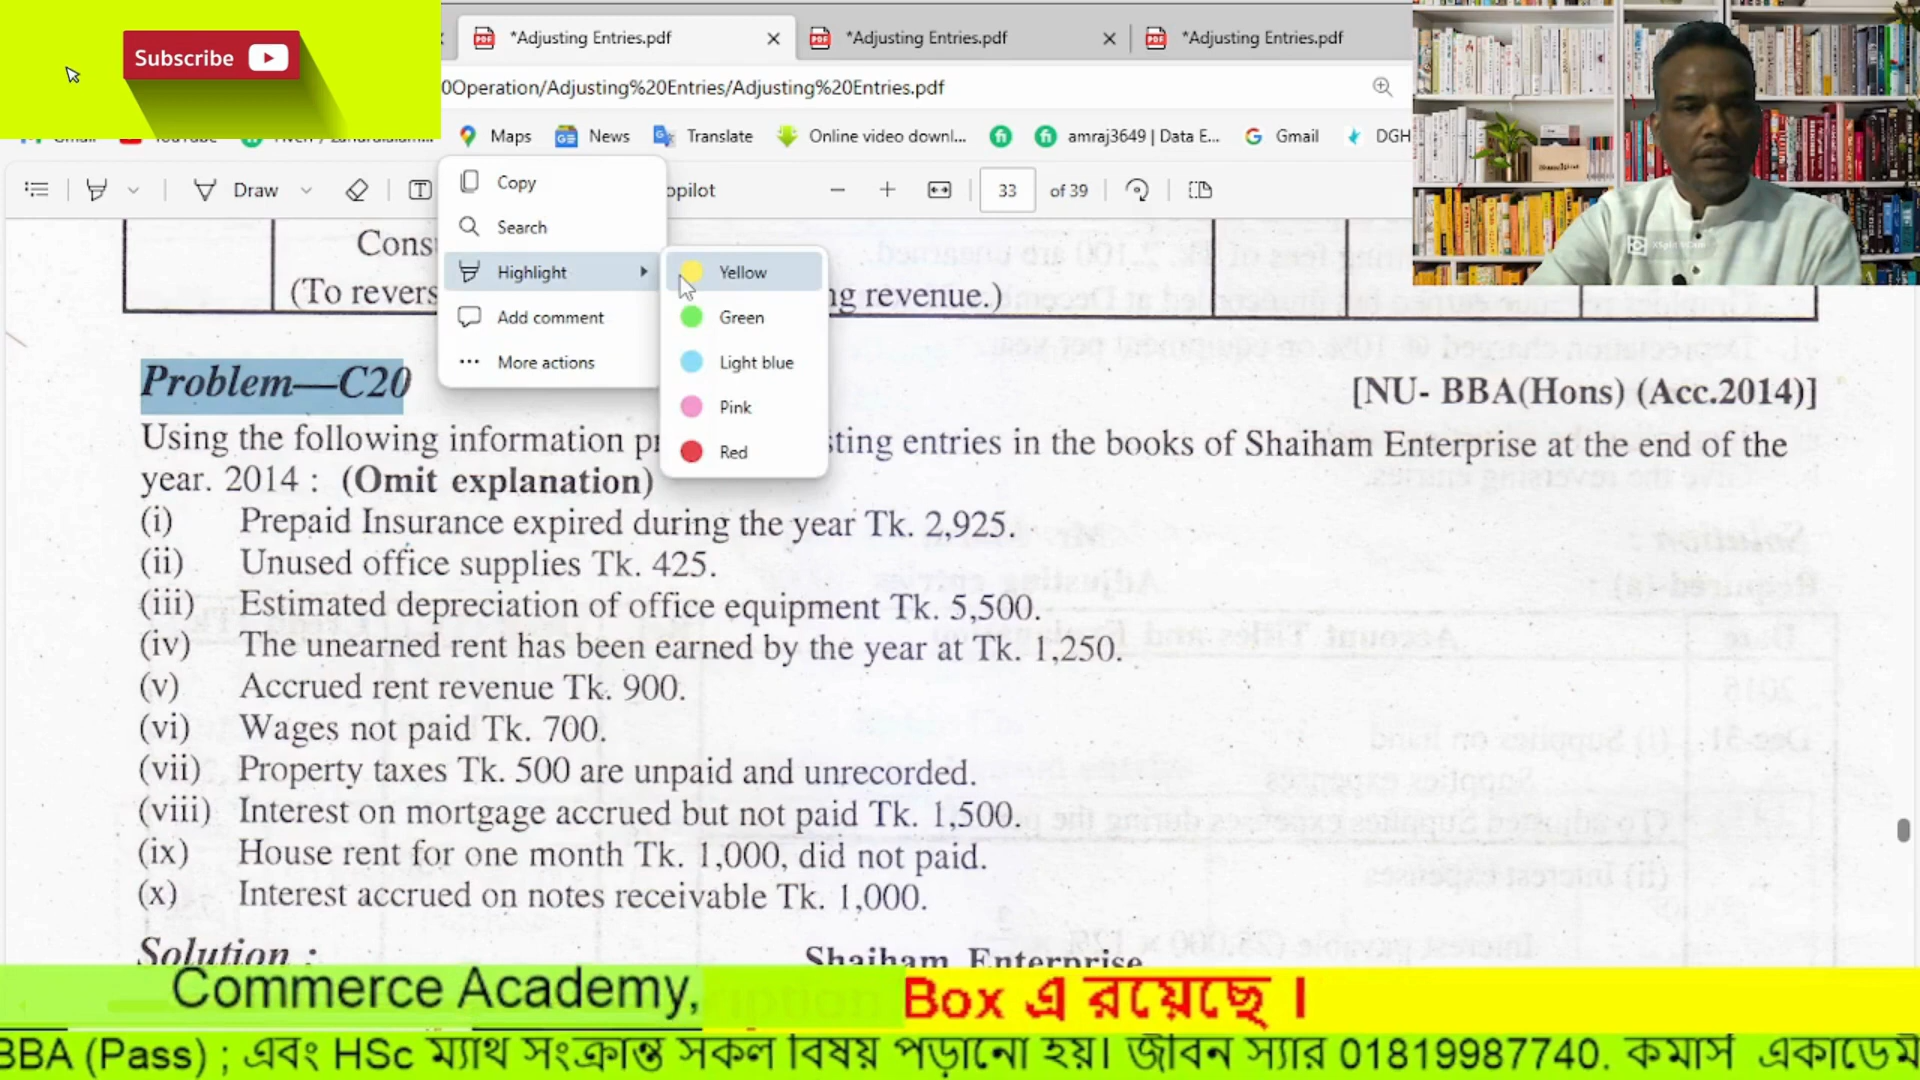 Subscribe
*Adjusting Entries.pdf
*Adjusting Entries.pdf
*Adjusting Entries.pdf
0Operation/Adjusting%20Entries/Adjusting%20Entries.pdf
Maps
News
Translate
Online video downl...
amraj3649 | Data E...
Gmail
DGH
Draw
opilot
33
of 39
Copy
Search
Highlight
Add comment
More actions
Yellow
Green
Light blue
Pink
Red
Cons
(To revers
ng revenue.)
Problem—C20
[NU- BBA(Hons) (Acc.2014)]
Using the following information p sting entries in the books of Shaiham Enterprise at the end of the
year. 2014 : (Omit explanation)
(i) Prepaid Insurance expired during the year Tk. 2,925.
(ii) Unused office supplies Tk. 425.
(iii) Estimated depreciation of office equipment Tk. 5,500.
(iv) The unearned rent has been earned by the year at Tk. 1,250.
(v) Accrued rent revenue Tk. 900.
(vi) Wages not paid Tk. 700.
(vii) Property taxes Tk. 500 are unpaid and unrecorded.
(viii) Interest on mortgage accrued but not paid Tk. 1,500.
(ix) House rent for one month Tk. 1,000, did not paid.
(x) Interest accrued on notes receivable Tk. 1,000.
Solution :
Shaiham Enterprise
Commerce Academy,
Box এ রয়েছে ।
BBA (Pass) ; এবং HSc ম্যাথ সংক্রান্ত সকল বিষয় পড়ানো হয়। জীবন স্যার 01819987740. কমার্স একাডেম